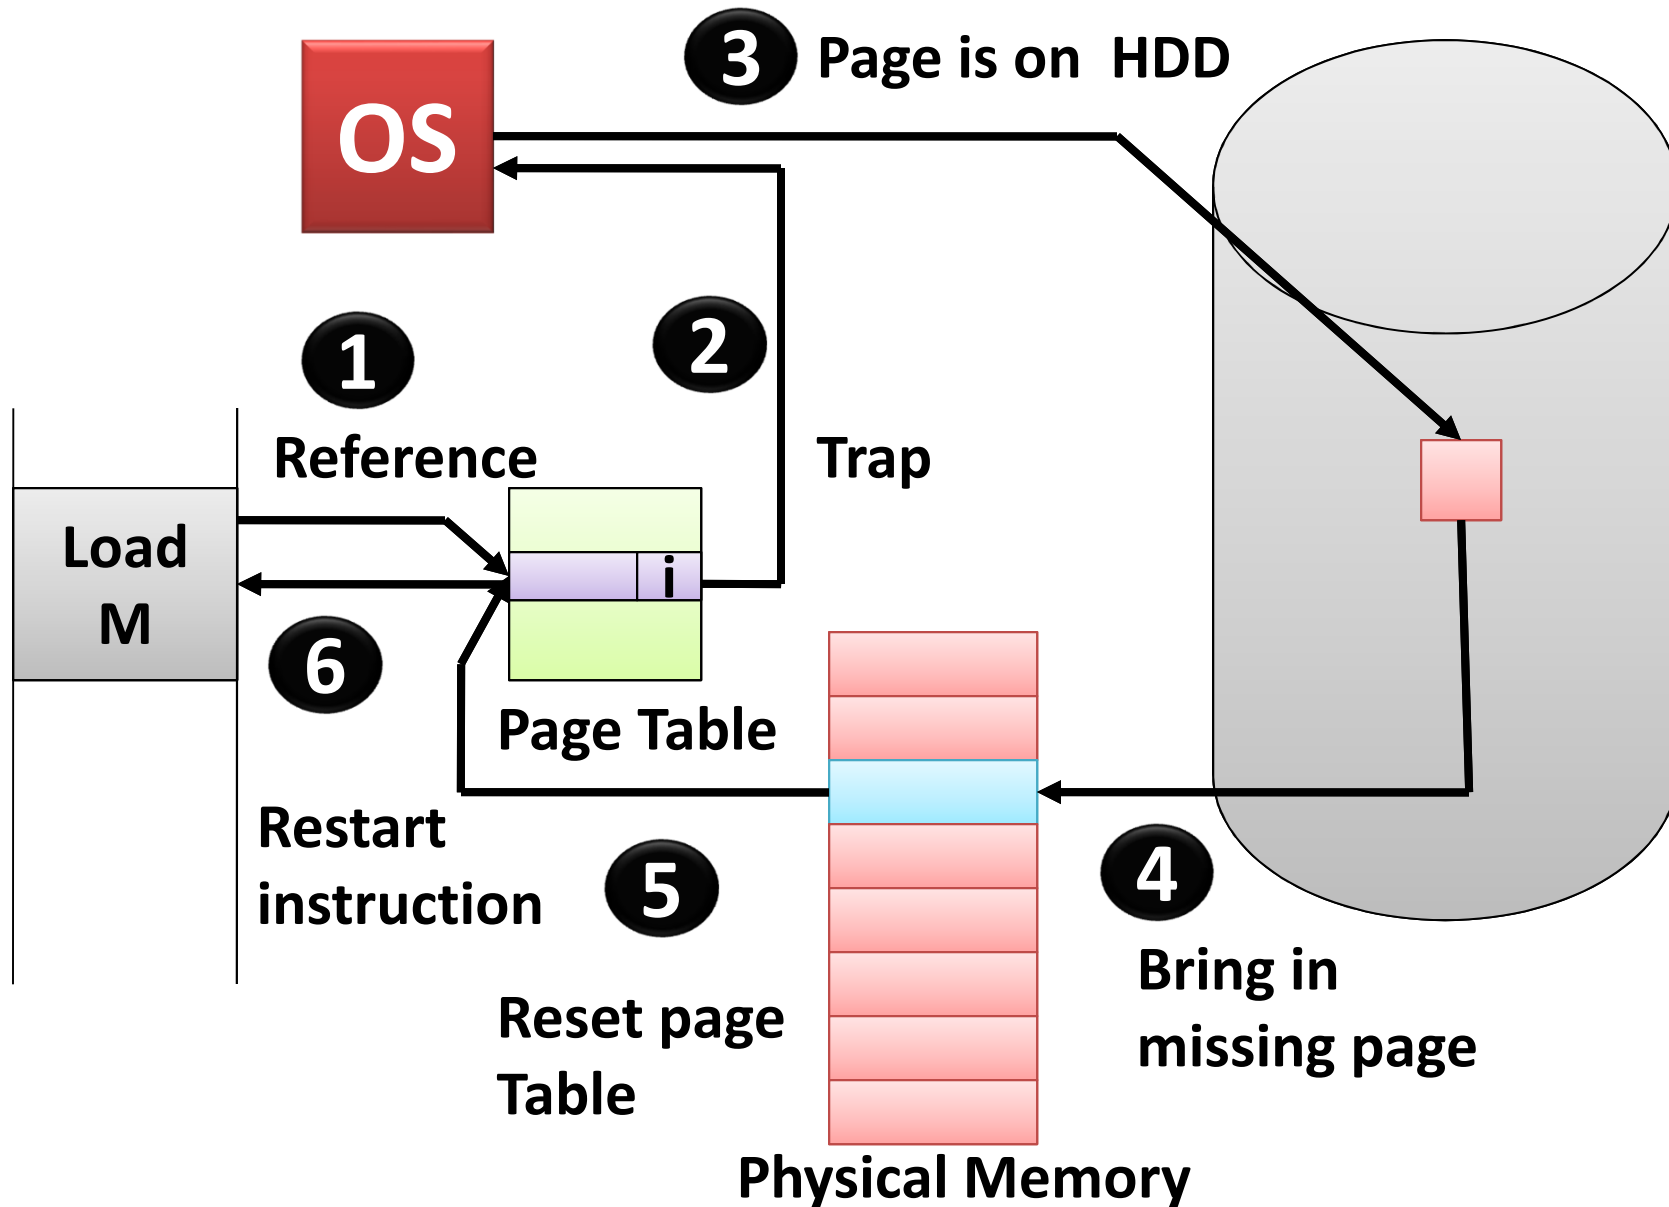 3 Page is on HDD
OS
1
2
Reference
Trap
Load
M
i
6
Page Table
Restart
instruction
5
4
Reset page
Table
Bring in
missing page
Physical Memory